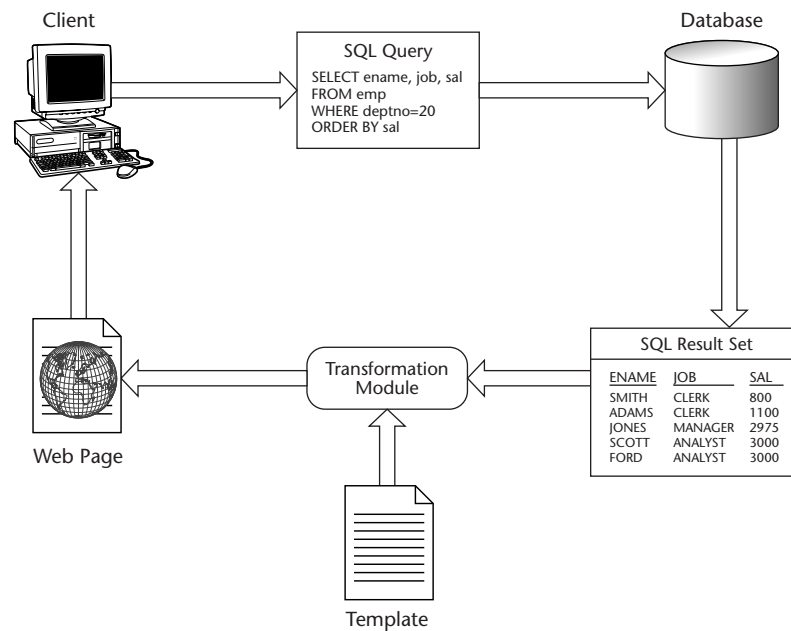 Client
SQL Query
SELECT ename, job, sal
FROM emp
WHERE deptno=20
ORDER BY sal
Database
SQL Result Set
ENAME JOB SAL
SMITH CLERK 800
ADAMS CLERK 1100
JONES MANAGER 2975
SCOTT ANALYST 3000
FORD ANALYST 3000
Transformation
Module
Web Page
Template